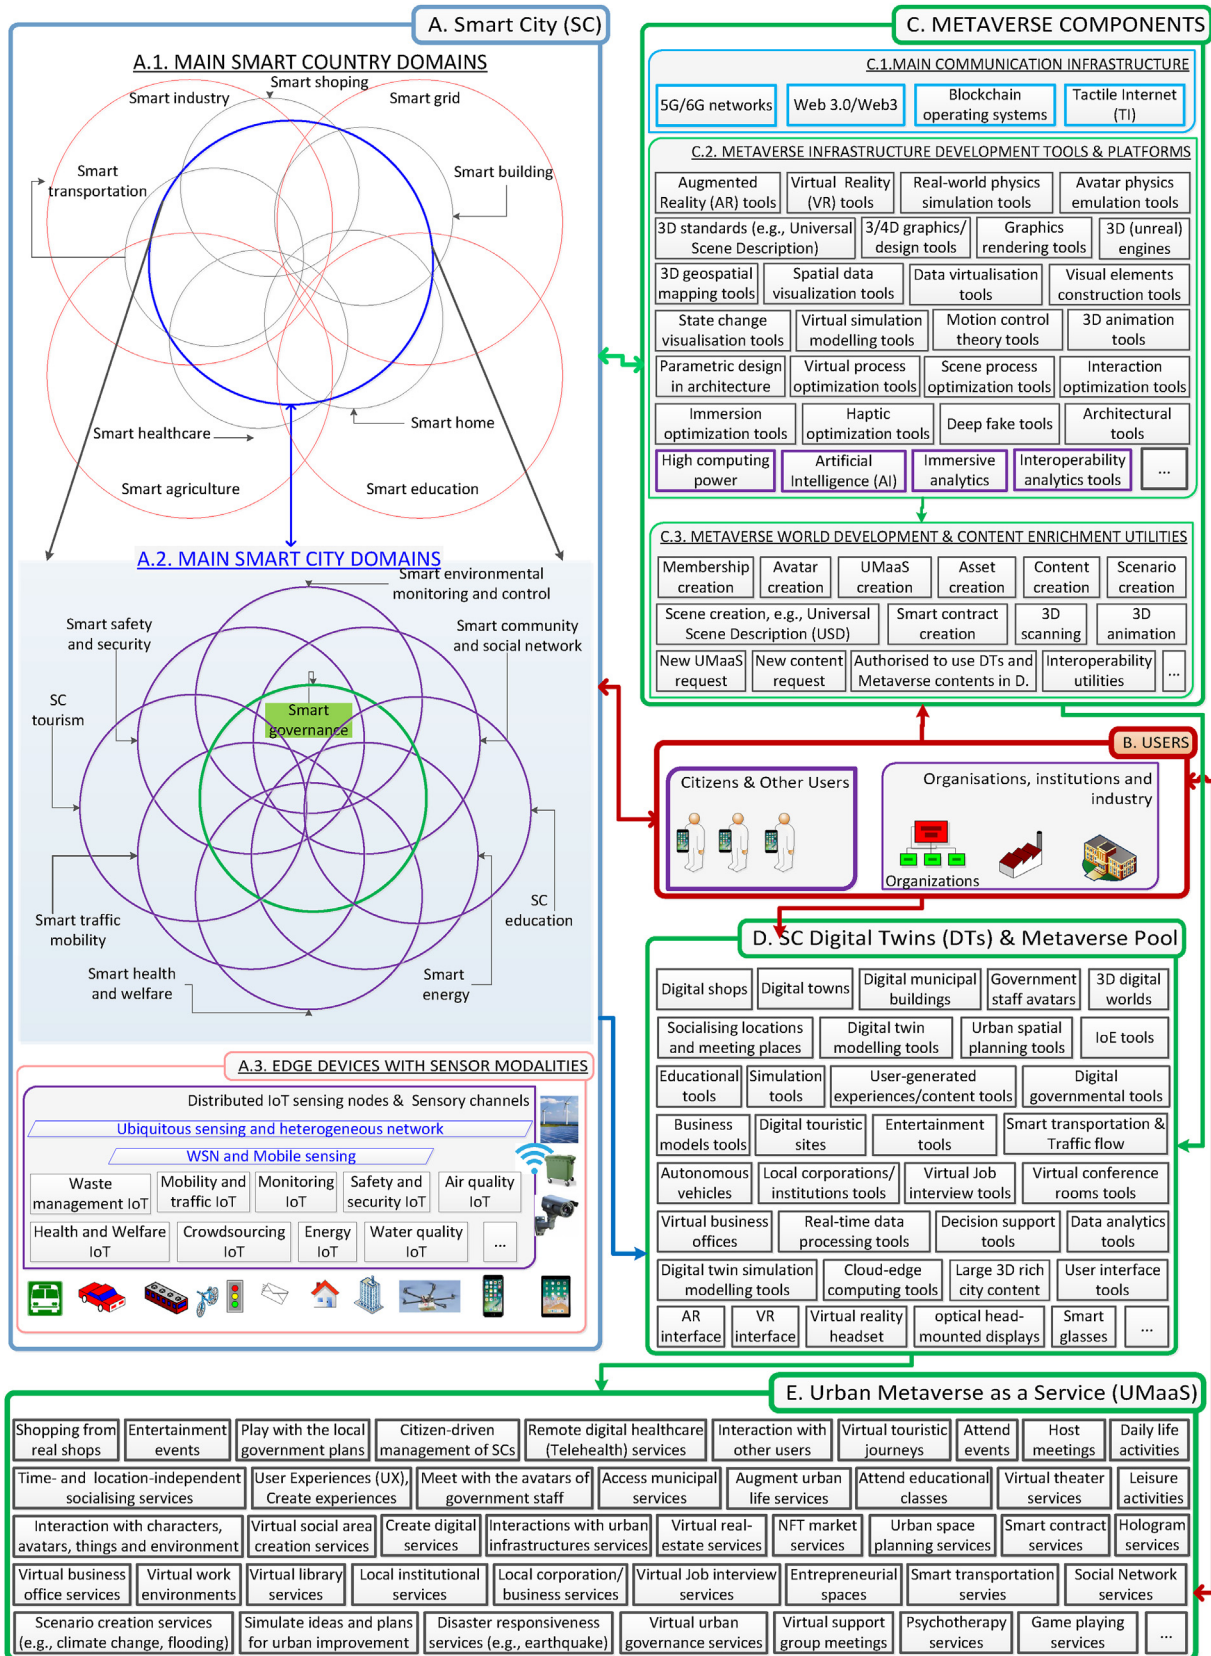 A. Smart City (SC)
A.1. MAIN SMART COUNTRY DOMAINS
Smart shoping
Smart industry
Smart grid
Smart
transportation
Smart building
Smart home
Smart healthcare
Smart agriculture
Smart education
A.2. MAIN SMART CITY DOMAINS
Smart environmental
monitoring and control
Smart safety
and security
Smart community
and social network
SC
tourism
Smart
governance
SC
education
Smart traffic
mobility
Smart health
and welfare
Smart
energy
A.3. EDGE DEVICES WITH SENSOR MODALITIES
Distributed IoT sensing nodes & Sensory channels
Ubiquitous sensing and heterogeneous network
WSN and Mobile sensing
Waste
management IoT
Mobility and
traffic IoT
Monitoring
IoT
Safety and
security IoT
Air quality
IoT
Health and Welfare
IoT
Crowdsourcing
IoT
Energy
IoT
Water quality
IoT
...
C. METAVERSE COMPONENTS
C.1.MAIN COMMUNICATION INFRASTRUCTURE
5G/6G networks
Web 3.0/Web3
Blockchain
operating systems
Tactile Internet
(TI)
C.2. METAVERSE INFRASTRUCTURE DEVELOPMENT TOOLS & PLATFORMS
Augmented
Reality (AR) tools
Virtual Reality
(VR) tools
Real-world physics
simulation tools
Avatar physics
emulation tools
3D standards (e.g., Universal
Scene Description)
3/4D graphics/
design tools
Graphics
rendering tools
3D (unreal)
engines
3D geospatial
mapping tools
Spatial data
visualization tools
Data virtualisation
tools
Visual elements
construction tools
State change
visualisation tools
Virtual simulation
modelling tools
Motion control
theory tools
3D animation
tools
Parametric design
in architecture
Virtual process
optimization tools
Scene process
optimization tools
Interaction
optimization tools
Immersion
optimization tools
Haptic
optimization tools
Deep fake tools
Architectural
tools
High computing
power
Artificial
Intelligence (AI)
Immersive
analytics
Interoperability
analytics tools
...
C.3. METAVERSE WORLD DEVELOPMENT & CONTENT ENRICHMENT UTILITIES
Membership
creation
Avatar
creation
UMaaS
creation
Asset
creation
Content
creation
Scenario
creation
Scene creation, e.g., Universal
Scene Description (USD)
Smart contract
creation
3D
scanning
3D
animation
New UMaaS
request
New content
request
Authorised to use DTs and
Metaverse contents in D.
Interoperability
utilities
...
B. USERS
Citizens & Other Users
Organisations, institutions and
industry
Organizations
D. SC Digital Twins (DTs) & Metaverse Pool
Digital shops
Digital towns
Digital municipal
buildings
Government
staff avatars
3D digital
worlds
Socialising locations
and meeting places
Digital twin
modelling tools
Urban spatial
planning tools
IoE tools
Educational
tools
Simulation
tools
User-generated
experiences/content tools
Digital
governmental tools
Business
models tools
Digital touristic
sites
Entertainment
tools
Smart transportation &
Traffic flow
Autonomous
vehicles
Local corporations/
institutions tools
Virtual Job
interview tools
Virtual conference
rooms tools
Virtual business
offices
Real-time data
processing tools
Decision support
tools
Data analytics
tools
Digital twin simulation
modelling tools
Cloud-edge
computing tools
Large 3D rich
city content
User interface
tools
AR
interface
VR
interface
Virtual reality
headset
optical head-
mounted displays
Smart
glasses
...
E. Urban Metaverse as a Service (UMaaS)
Shopping from
real shops
Entertainment
events
Play with the local
government plans
Citizen-driven
management of SCs
Remote digital healthcare
(Telehealth) services
Interaction with
other users
Virtual touristic
journeys
Attend
events
Host
meetings
Daily life
activities
Time- and location-independent
socialising services
User Experiences (UX),
Create experiences
Meet with the avatars of
government staff
Access municipal
services
Augment urban
life services
Attend educational
classes
Virtual theater
services
Leisure
activities
Interaction with characters,
avatars, things and environment
Virtual social area
creation services
Create digital
services
Interactions with urban
infrastructures services
Virtual real-
estate services
NFT market
services
Urban space
planning services
Smart contract
services
Hologram
services
Virtual business
office services
Virtual work
environments
Virtual library
services
Local institutional
services
Local corporation/
business services
Virtual Job interview
services
Entrepreneurial
spaces
Smart transportation
servies
Social Network
services
Scenario creation services
(e.g., climate change, flooding)
Simulate ideas and plans
for urban improvement
Disaster responsiveness
services (e.g., earthquake)
Virtual urban
governance services
Virtual support
group meetings
Psychotherapy
services
Game playing
services
...